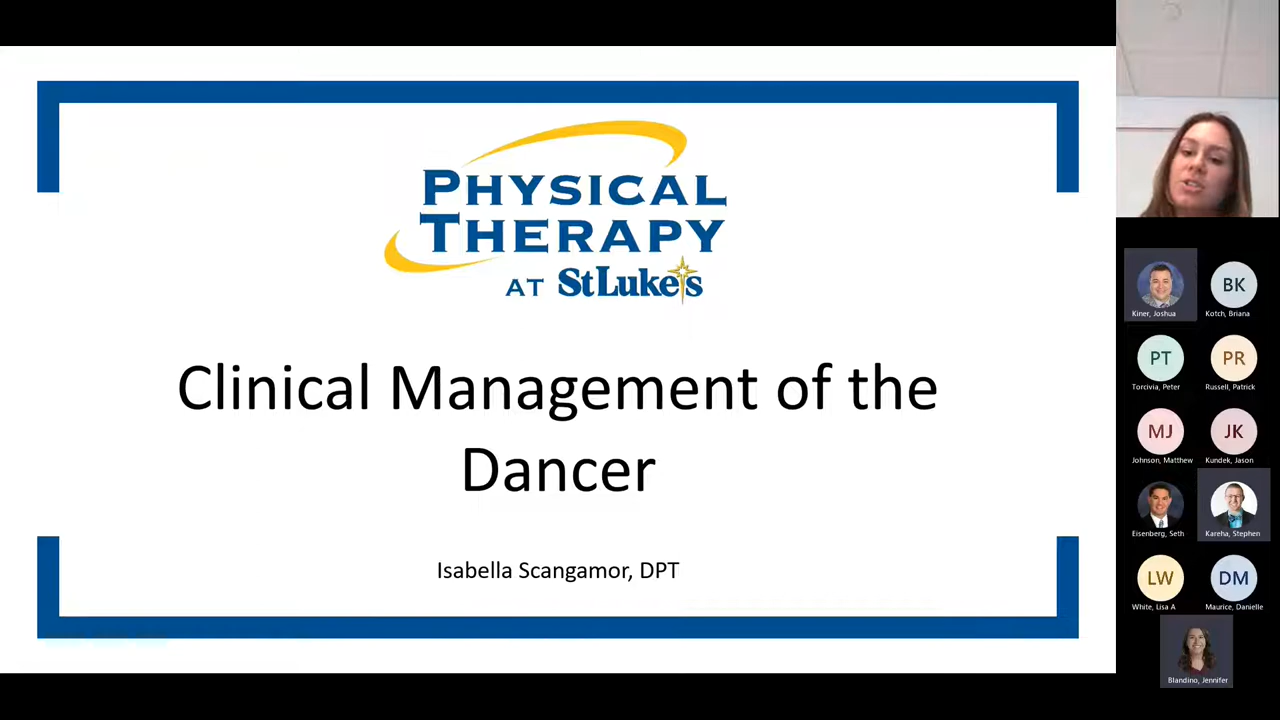 PHYSICAL
THERAPY
AT StLuke's
Clinical Management of the
Dancer
Isabella Scangamor, DPT
Kiner, Joshua
BK
Kotch, Briana
PT
Torcivia, Peter
PR
Russell, Patrick
MJ
Johnson, Matthew
JK
Kundek, Jason
Eisenberg, Seth
Kareha, Stephen
LW
White, Lisa A
DM
Maurice, Danielle
Blandino, Jennifer